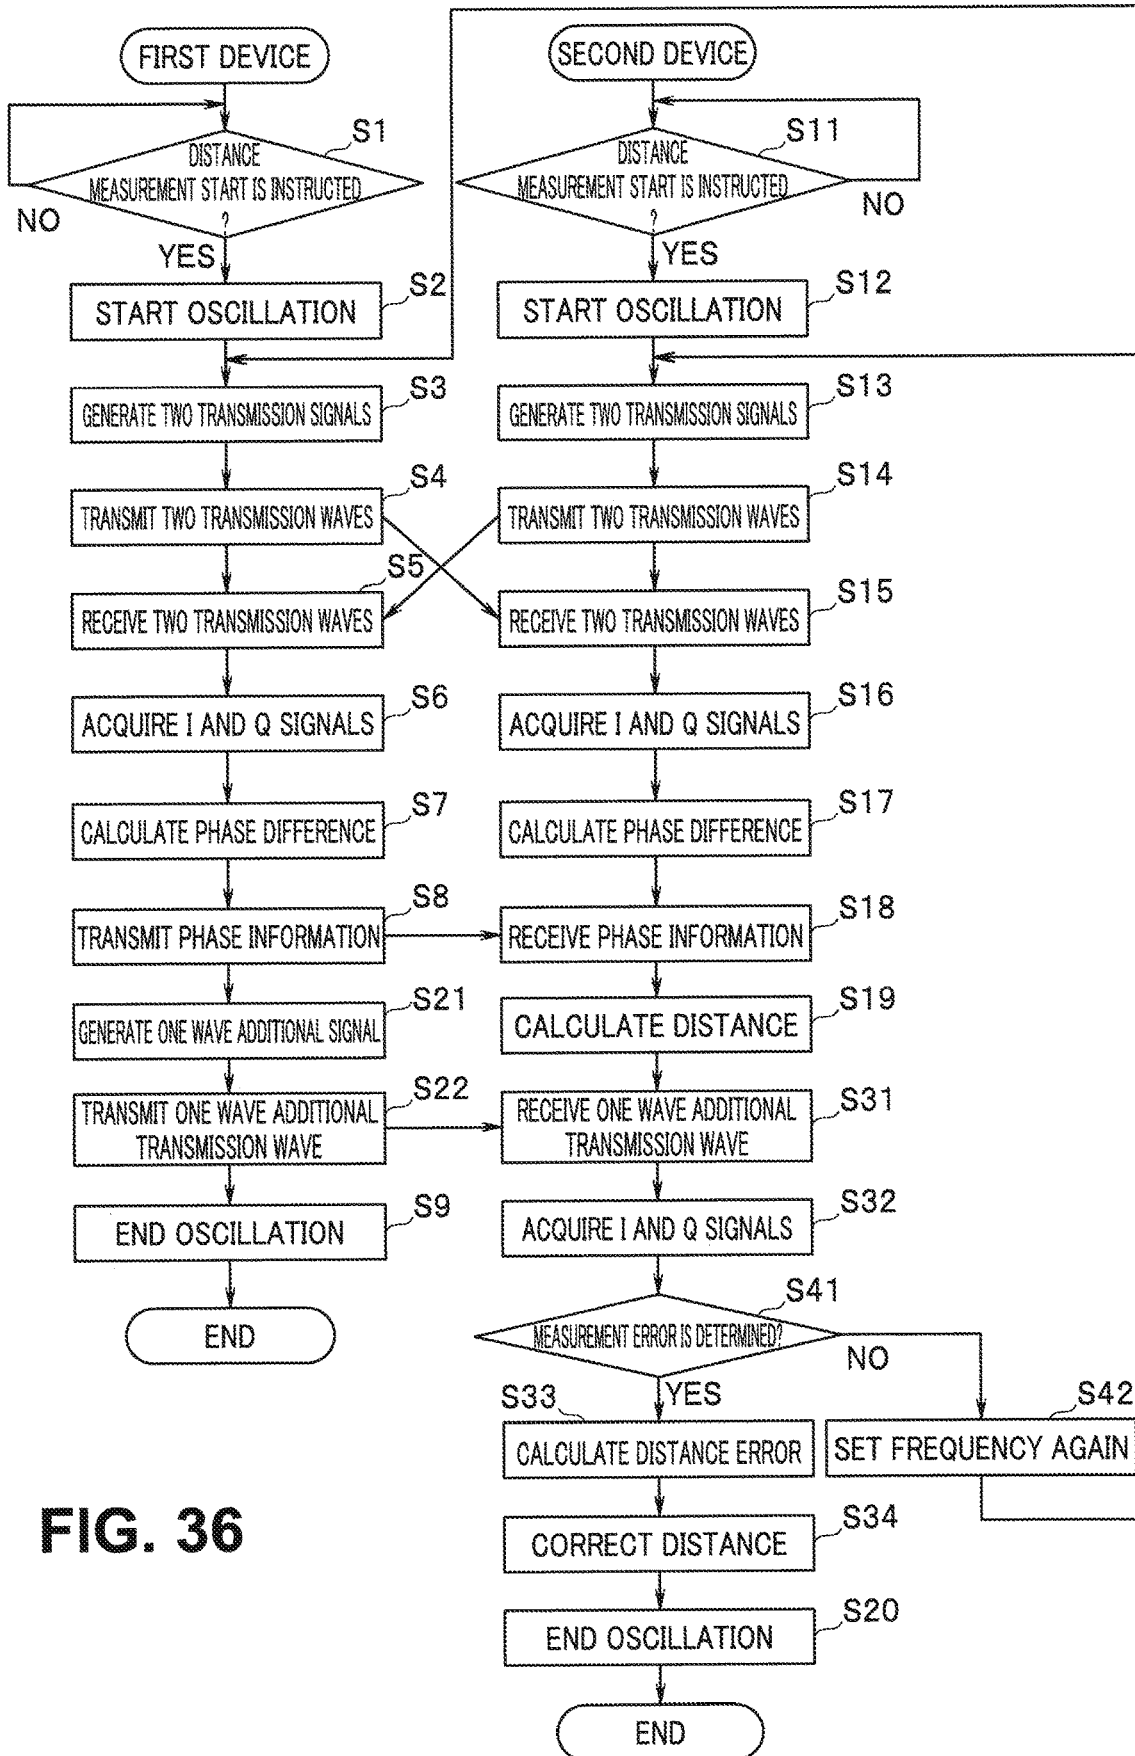 FIRST DEVICE
S1
DISTANCE
MEASUREMENT START IS INSTRUCTED
?
NO
YES
S2
START OSCILLATION
S3
GENERATE TWO TRANSMISSION SIGNALS
S4
TRANSMIT TWO TRANSMISSION WAVES
S5
RECEIVE TWO TRANSMISSION WAVES
S6
ACQUIRE I AND Q SIGNALS
S7
CALCULATE PHASE DIFFERENCE
S8
TRANSMIT PHASE INFORMATION
S21
GENERATE ONE WAVE ADDITIONAL SIGNAL
S22
TRANSMIT ONE WAVE ADDITIONAL
TRANSMISSION WAVE
S9
END OSCILLATION
END
SECOND DEVICE
S11
DISTANCE
MEASUREMENT START IS INSTRUCTED
?
NO
YES
S12
START OSCILLATION
S13
GENERATE TWO TRANSMISSION SIGNALS
S14
TRANSMIT TWO TRANSMISSION WAVES
S15
RECEIVE TWO TRANSMISSION WAVES
S16
ACQUIRE I AND Q SIGNALS
S17
CALCULATE PHASE DIFFERENCE
S18
RECEIVE PHASE INFORMATION
S19
CALCULATE DISTANCE
S31
RECEIVE ONE WAVE ADDITIONAL
TRANSMISSION WAVE
S32
ACQUIRE I AND Q SIGNALS
S41
MEASUREMENT ERROR IS DETERMINED?
NO
YES
S33
CALCULATE DISTANCE ERROR
S42
SET FREQUENCY AGAIN
S34
CORRECT DISTANCE
S20
END OSCILLATION
END
FIG. 36